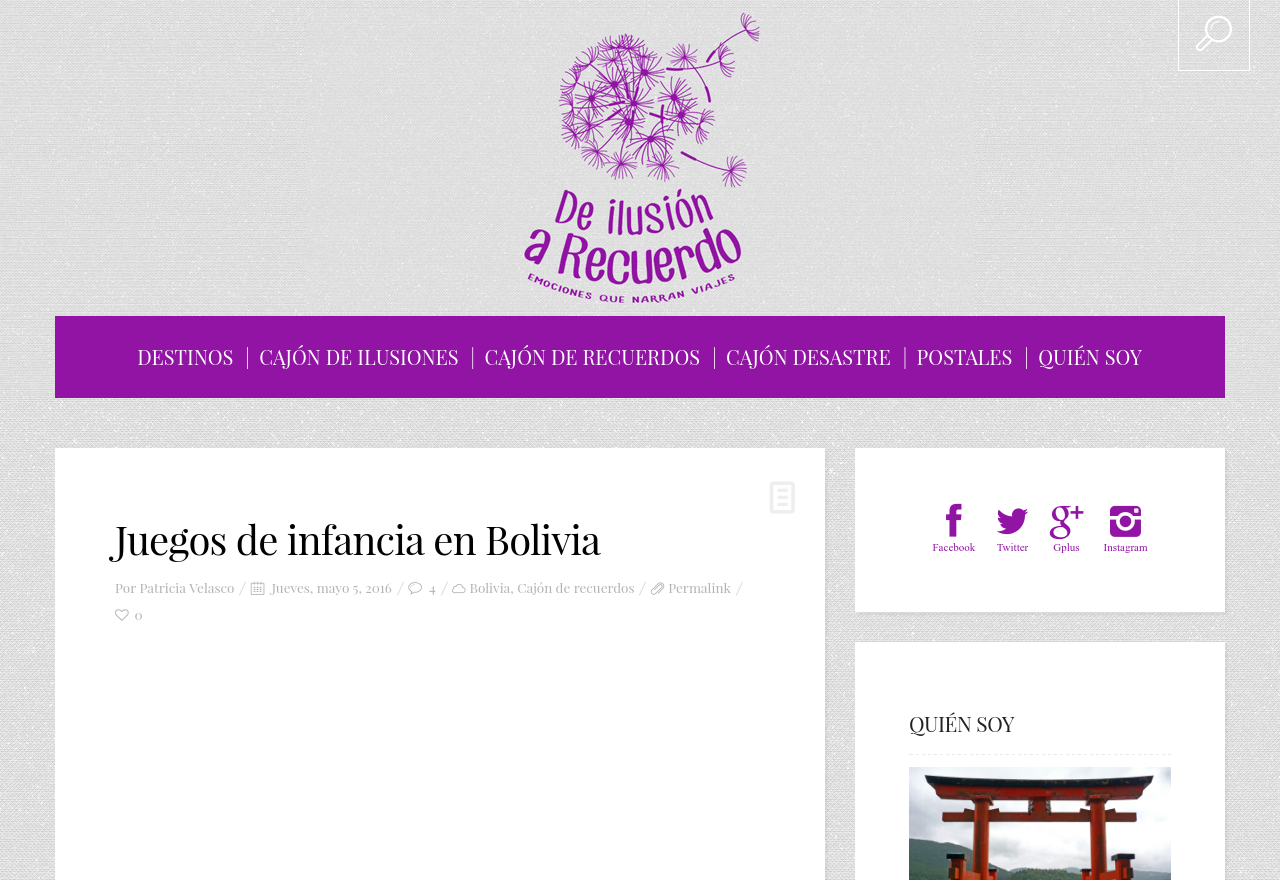 De ilusión
a Recuerdo
EMOCIONES QUE NARRAN VIAJES
DESTINOS | CAJÓN DE ILUSIONES | CAJÓN DE RECUERDOS | CAJÓN DESASTRE | POSTALES | QUIÉN SOY
Juegos de infancia en Bolivia
Por Patricia Velasco / Jueves, mayo 5, 2016 / 4 / Bolivia, Cajón de recuerdos / Permalink /
0
Facebook Twitter Gplus Instagram
QUIÉN SOY